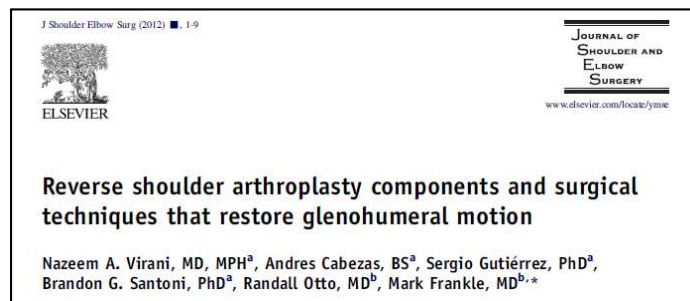 J Shoulder Elbow Surg (2012) ■, 1-9
JOURNAL OF
SHOULDER AND
ELBOW
SURGERY
ELSEVIER
www.elsevier.com/locate/ymse
Reverse shoulder arthroplasty components and surgical
techniques that restore glenohumeral motion
Nazeem A. Virani, MD, MPHᵃ, Andres Cabezas, BSᵃ, Sergio Gutiérrez, PhDᵃ,
Brandon G. Santoni, PhDᵃ, Randall Otto, MDᵇ, Mark Frankle, MDᵇ,*